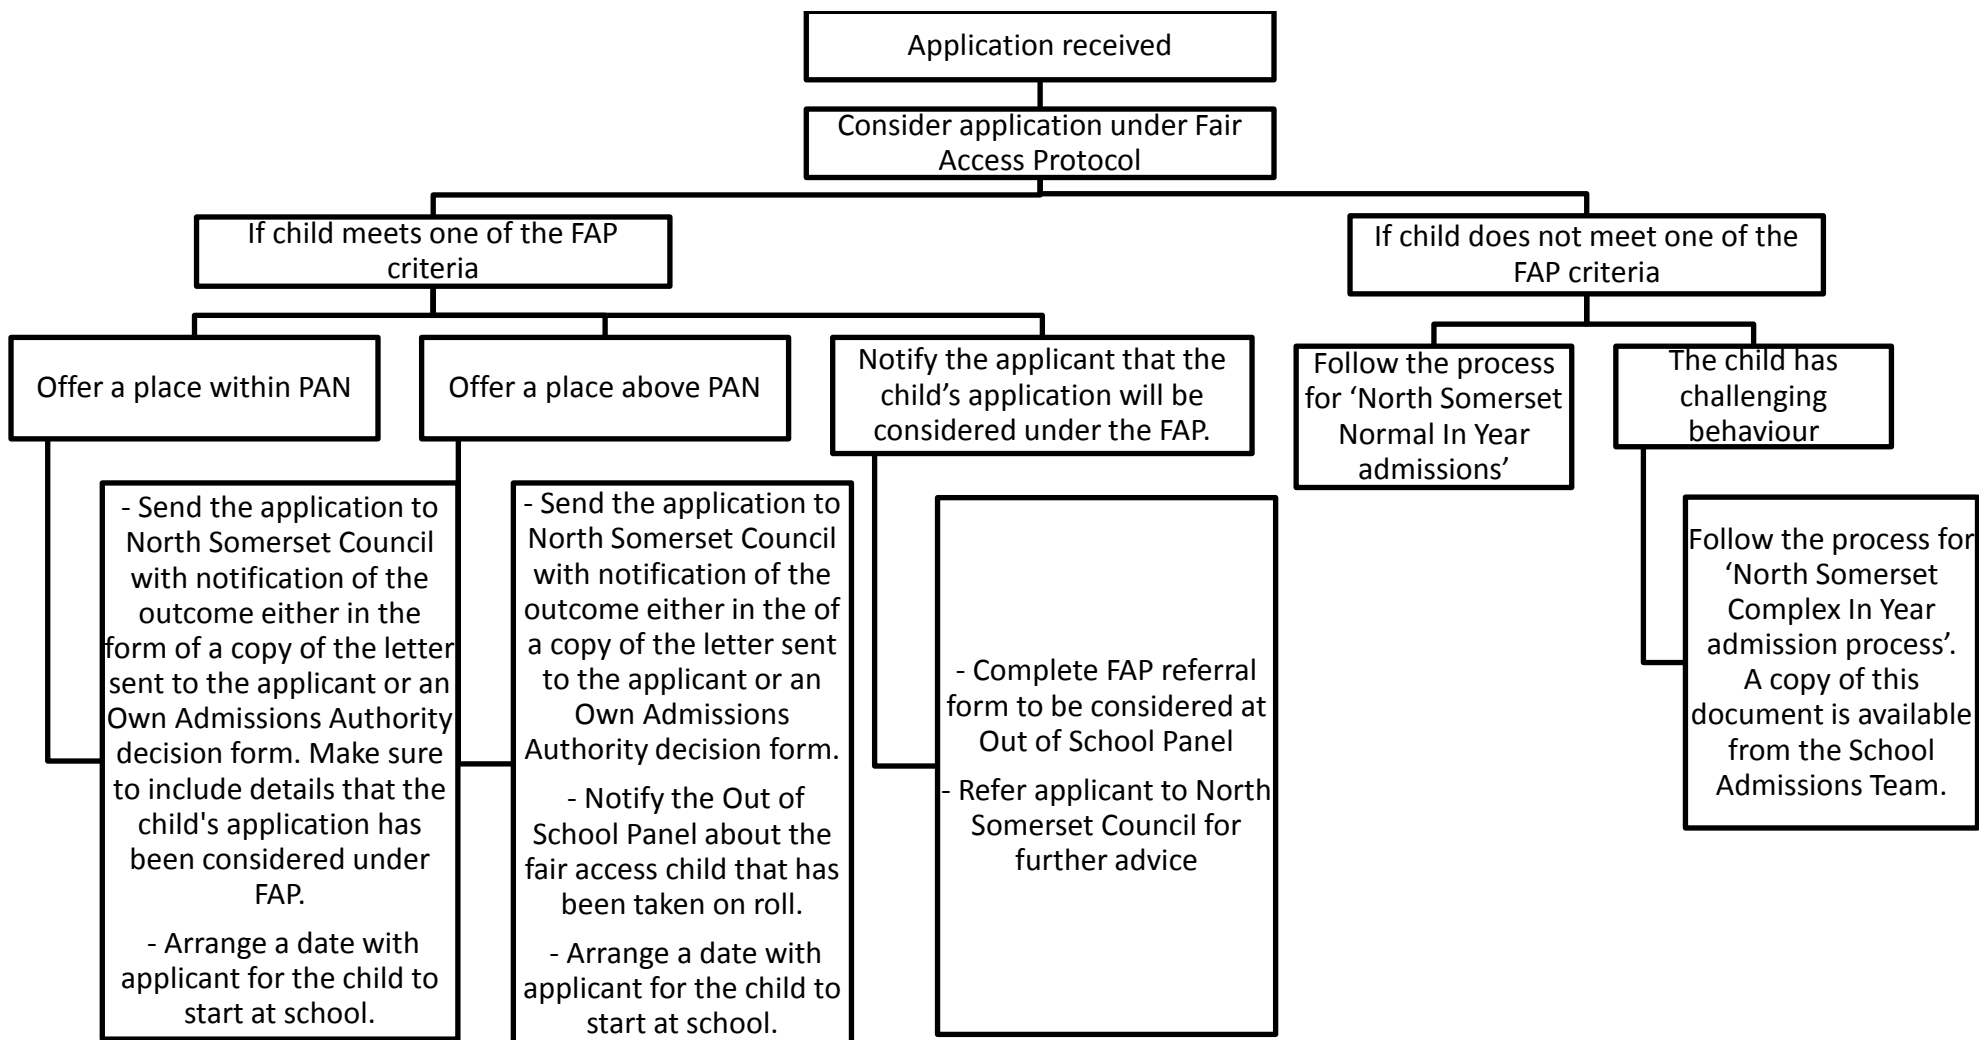 Application received
Consider application under Fair
Access Protocol
If child meets one of the FAP
criteria
If child does not meet one of the
FAP criteria
Offer a place within PAN
Offer a place above PAN
Notify the applicant that the
child’s application will be
considered under the FAP.
Follow the process
for ‘North Somerset
Normal In Year
admissions’
The child has
challenging
behaviour
- Send the application to
North Somerset Council
with notification of the
outcome either in the
form of a copy of the letter
sent to the applicant or an
Own Admissions Authority
decision form. Make sure
to include details that the
child's application has
been considered under
FAP.
- Arrange a date with
applicant for the child to
start at school.
- Send the application to
North Somerset Council
with notification of the
outcome either in the of
a copy of the letter sent
to the applicant or an
Own Admissions
Authority decision form.
- Notify the Out of
School Panel about the
fair access child that has
been taken on roll.
- Arrange a date with
applicant for the child to
start at school.
- Complete FAP referral
form to be considered at
Out of School Panel
- Refer applicant to North
Somerset Council for
further advice
Follow the process for
‘North Somerset
Complex In Year
admission process’.
A copy of this
document is available
from the School
Admissions Team.